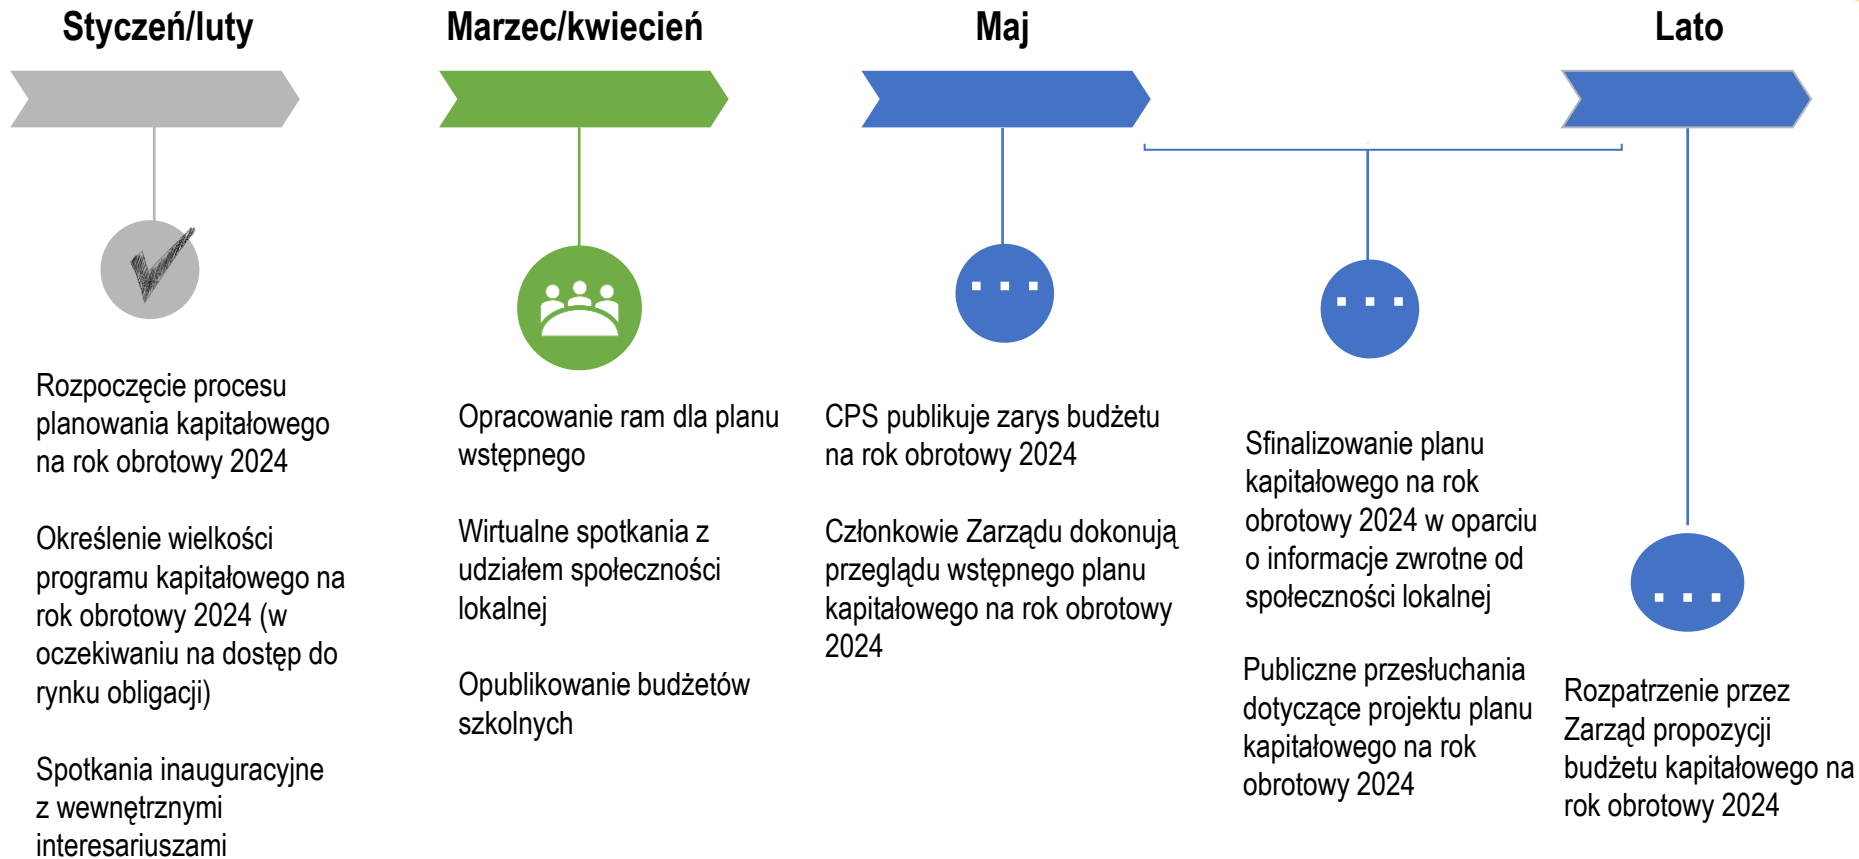 Styczeń/luty
Rozpoczęcie procesu
planowania kapitałowego
na rok obrotowy 2024
Określenie wielkości
programu kapitałowego na
rok obrotowy 2024 (w
oczekiwaniu na dostęp do
rynku obligacji)
Spotkania inauguracyjne
z wewnętrznymi
interesariuszami
Marzec/kwiecień
Opracowanie ram dla planu
wstępnego
Wirtualne spotkania z
udziałem społeczności
lokalnej
Opublikowanie budżetów
szkolnych
Maj
CPS publikuje zarys budżetu
na rok obrotowy 2024
Członkowie Zarządu dokonują
przeglądu wstępnego planu
kapitałowego na rok obrotowy
2024
Sfinalizowanie planu
kapitałowego na rok
obrotowy 2024 w oparciu
o informacje zwrotne od
społeczności lokalnej
Publiczne przesłuchania
dotyczące projektu planu
kapitałowego na rok
obrotowy 2024
Lato
Rozpatrzenie przez
Zarząd propozycji
budżetu kapitałowego na
rok obrotowy 2024